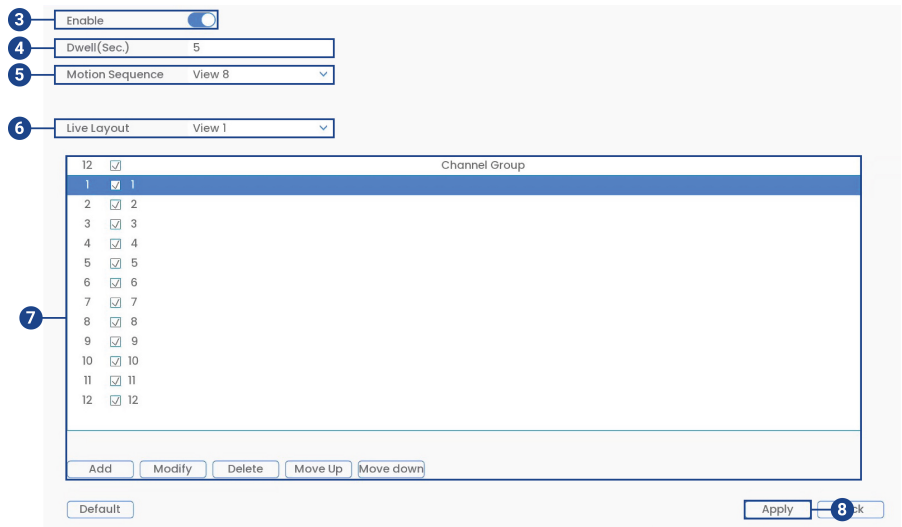 3 Enable
4 Dwell(Sec.) 5
5 Motion Sequence View 8
6 Live Layout View 1
12 Channel Group
1 1
2 2
3 3
4 4
5 5
6 6
7 7
8 8
9 9
10 10
11 11
12 12
7
Add Modify Delete Move Up Move down
Default Apply 8